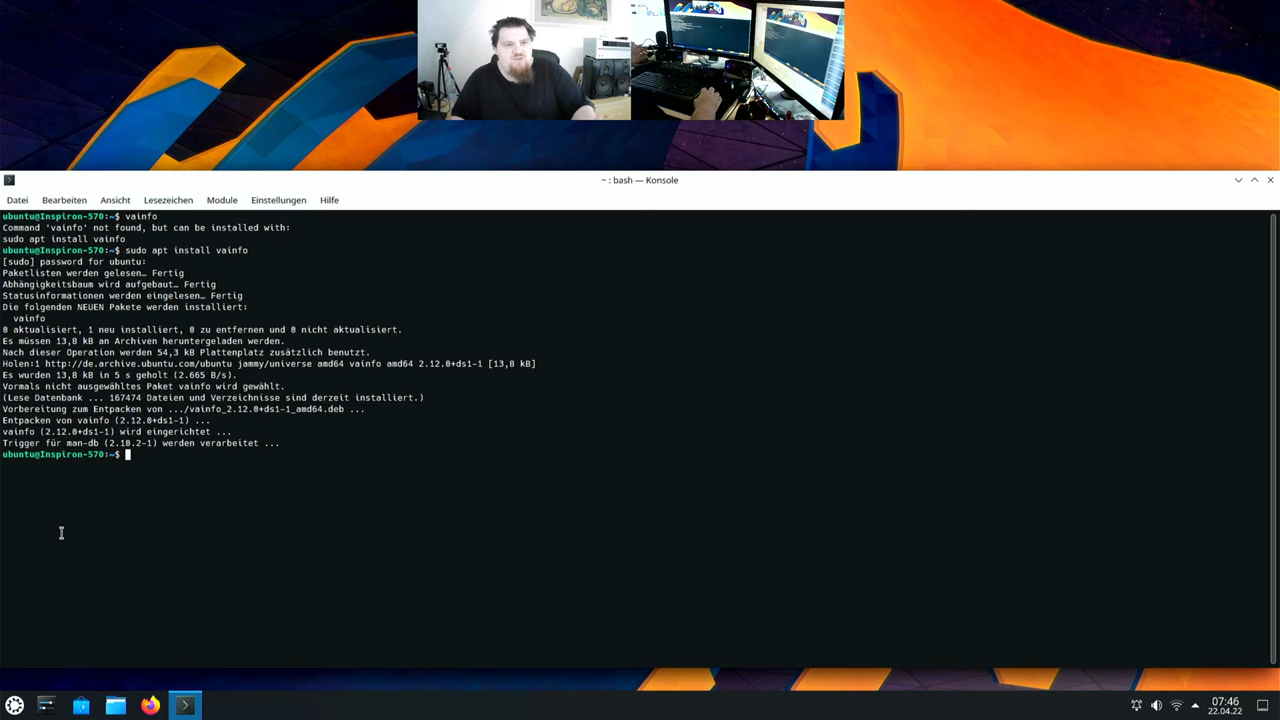 ~ : bash — Konsole
Datei Bearbeiten Ansicht Lesezeichen Module Einstellungen Hilfe
ubuntu@Inspiron-570:~$ vainfo
Command 'vainfo' not found, but can be installed with:
sudo apt install vainfo
ubuntu@Inspiron-570:~$ sudo apt install vainfo
[sudo] password for ubuntu:
Paketlisten werden gelesen… Fertig
Abhängigkeitsbaum wird aufgebaut… Fertig
Statusinformationen werden eingelesen… Fertig
Die folgenden NEUEN Pakete werden installiert:
vainfo
0 aktualisiert, 1 neu installiert, 0 zu entfernen und 0 nicht aktualisiert.
Es müssen 13,8 kB an Archiven heruntergeladen werden.
Nach dieser Operation werden 54,3 kB Plattenplatz zusätzlich benutzt.
Holen:1 http://de.archive.ubuntu.com/ubuntu jammy/universe amd64 vainfo amd64 2.12.0+ds1-1 [13,8 kB]
Es wurden 13,8 kB in 5 s geholt (2.665 B/s).
Vormals nicht ausgewähltes Paket vainfo wird gewählt.
(Lese Datenbank ... 167474 Dateien und Verzeichnisse sind derzeit installiert.)
Vorbereitung zum Entpacken von .../vainfo_2.12.0+ds1-1_amd64.deb ...
Entpacken von vainfo (2.12.0+ds1-1) ...
vainfo (2.12.0+ds1-1) wird eingerichtet ...
Trigger für man-db (2.10.2-1) werden verarbeitet ...
ubuntu@Inspiron-570:~$
07:46
22.04.22